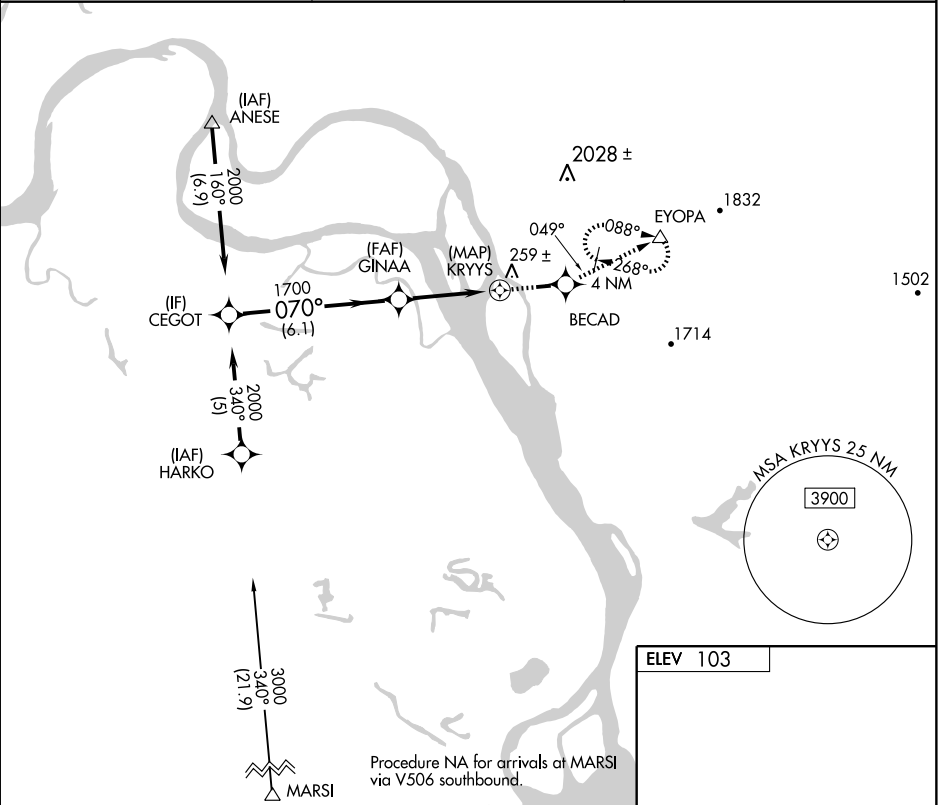 (IAF)
ANESE
2000
160°
(6.9)
2028 ±
1832
EYOPA
088°
049°
268°
4 NM
(FAF)
GINAA
(MAP)
KRYYS
259 ±
1502
(IF)
CEGOT
1700
070°
(6.1)
BECAD
1714
2000
340°
(5)
(IAF)
HARKO
MSA KRYYS 25 NM
3900
ELEV 103
3000
340°
(21.9)
MARSI
Procedure NA for arrivals at MARSI
via V506 southbound.